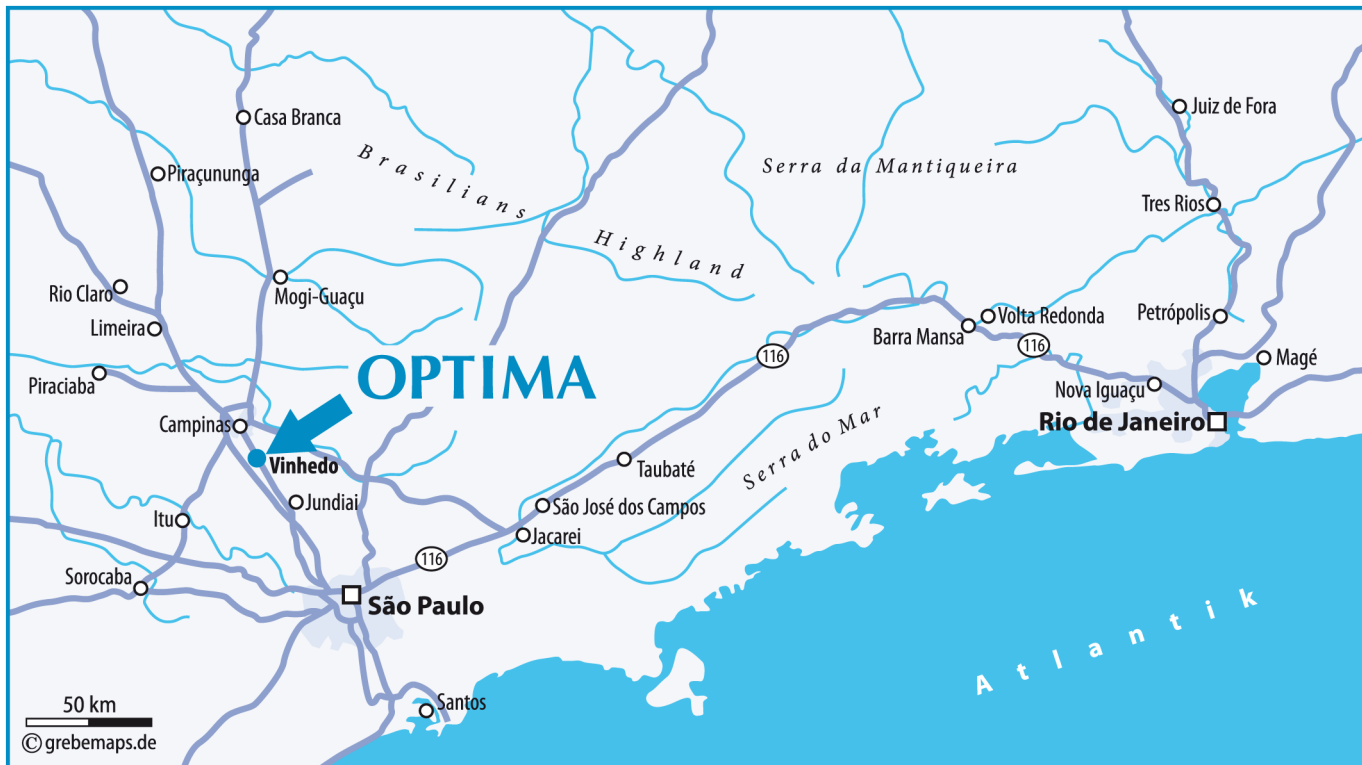 Juiz de Fora
Casa Branca
Brasilians
Serra da Mantiqueira
Piraçununga
Tres Rios
Highland
Rio Claro
Mogi-Guaçu
Limeira
Volta Redonda
Petrópolis
Barra Mansa
116
116
Magé
OPTIMA
Piraciaba
Nova Iguaçu
Campinas
Serra do Mar
Rio de Janeiro
Vinhedo
Taubaté
Jundiai
São José dos Campos
Itu
Jacarei
116
Sorocaba
São Paulo
Atlantik
50 km
Santos
© grebemaps.de